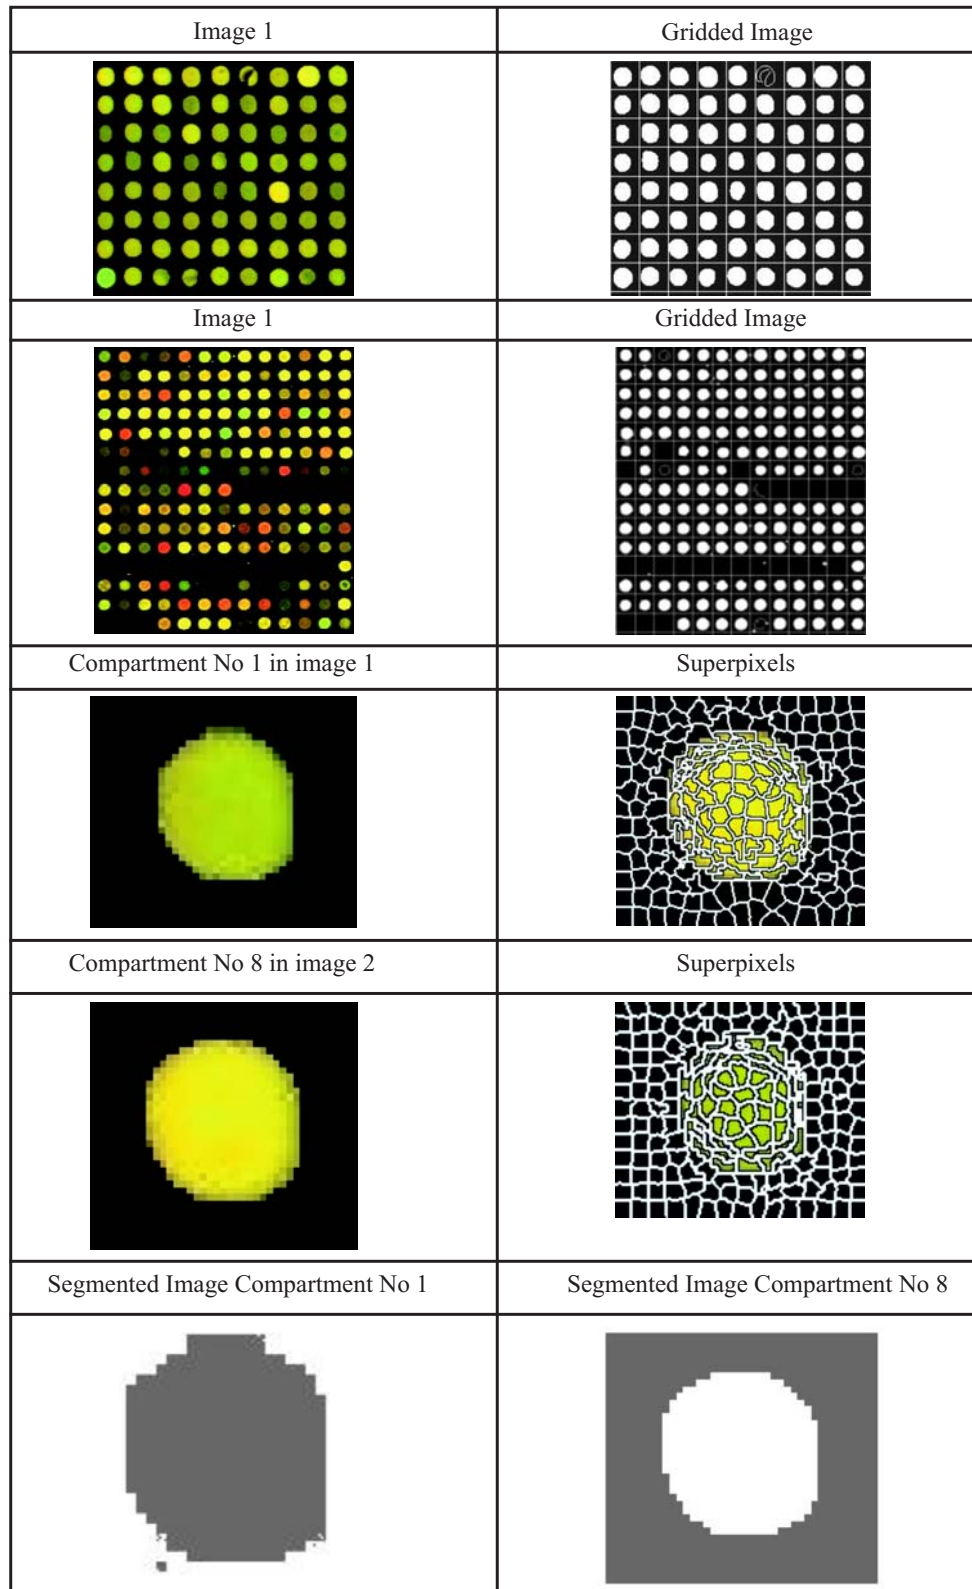 Image 1
Gridded Image
Image 1
Gridded Image
Compartment No 1 in image 1
Superpixels
Compartment No 8 in image 2
Superpixels
Segmented Image Compartment No 1
Segmented Image Compartment No 8